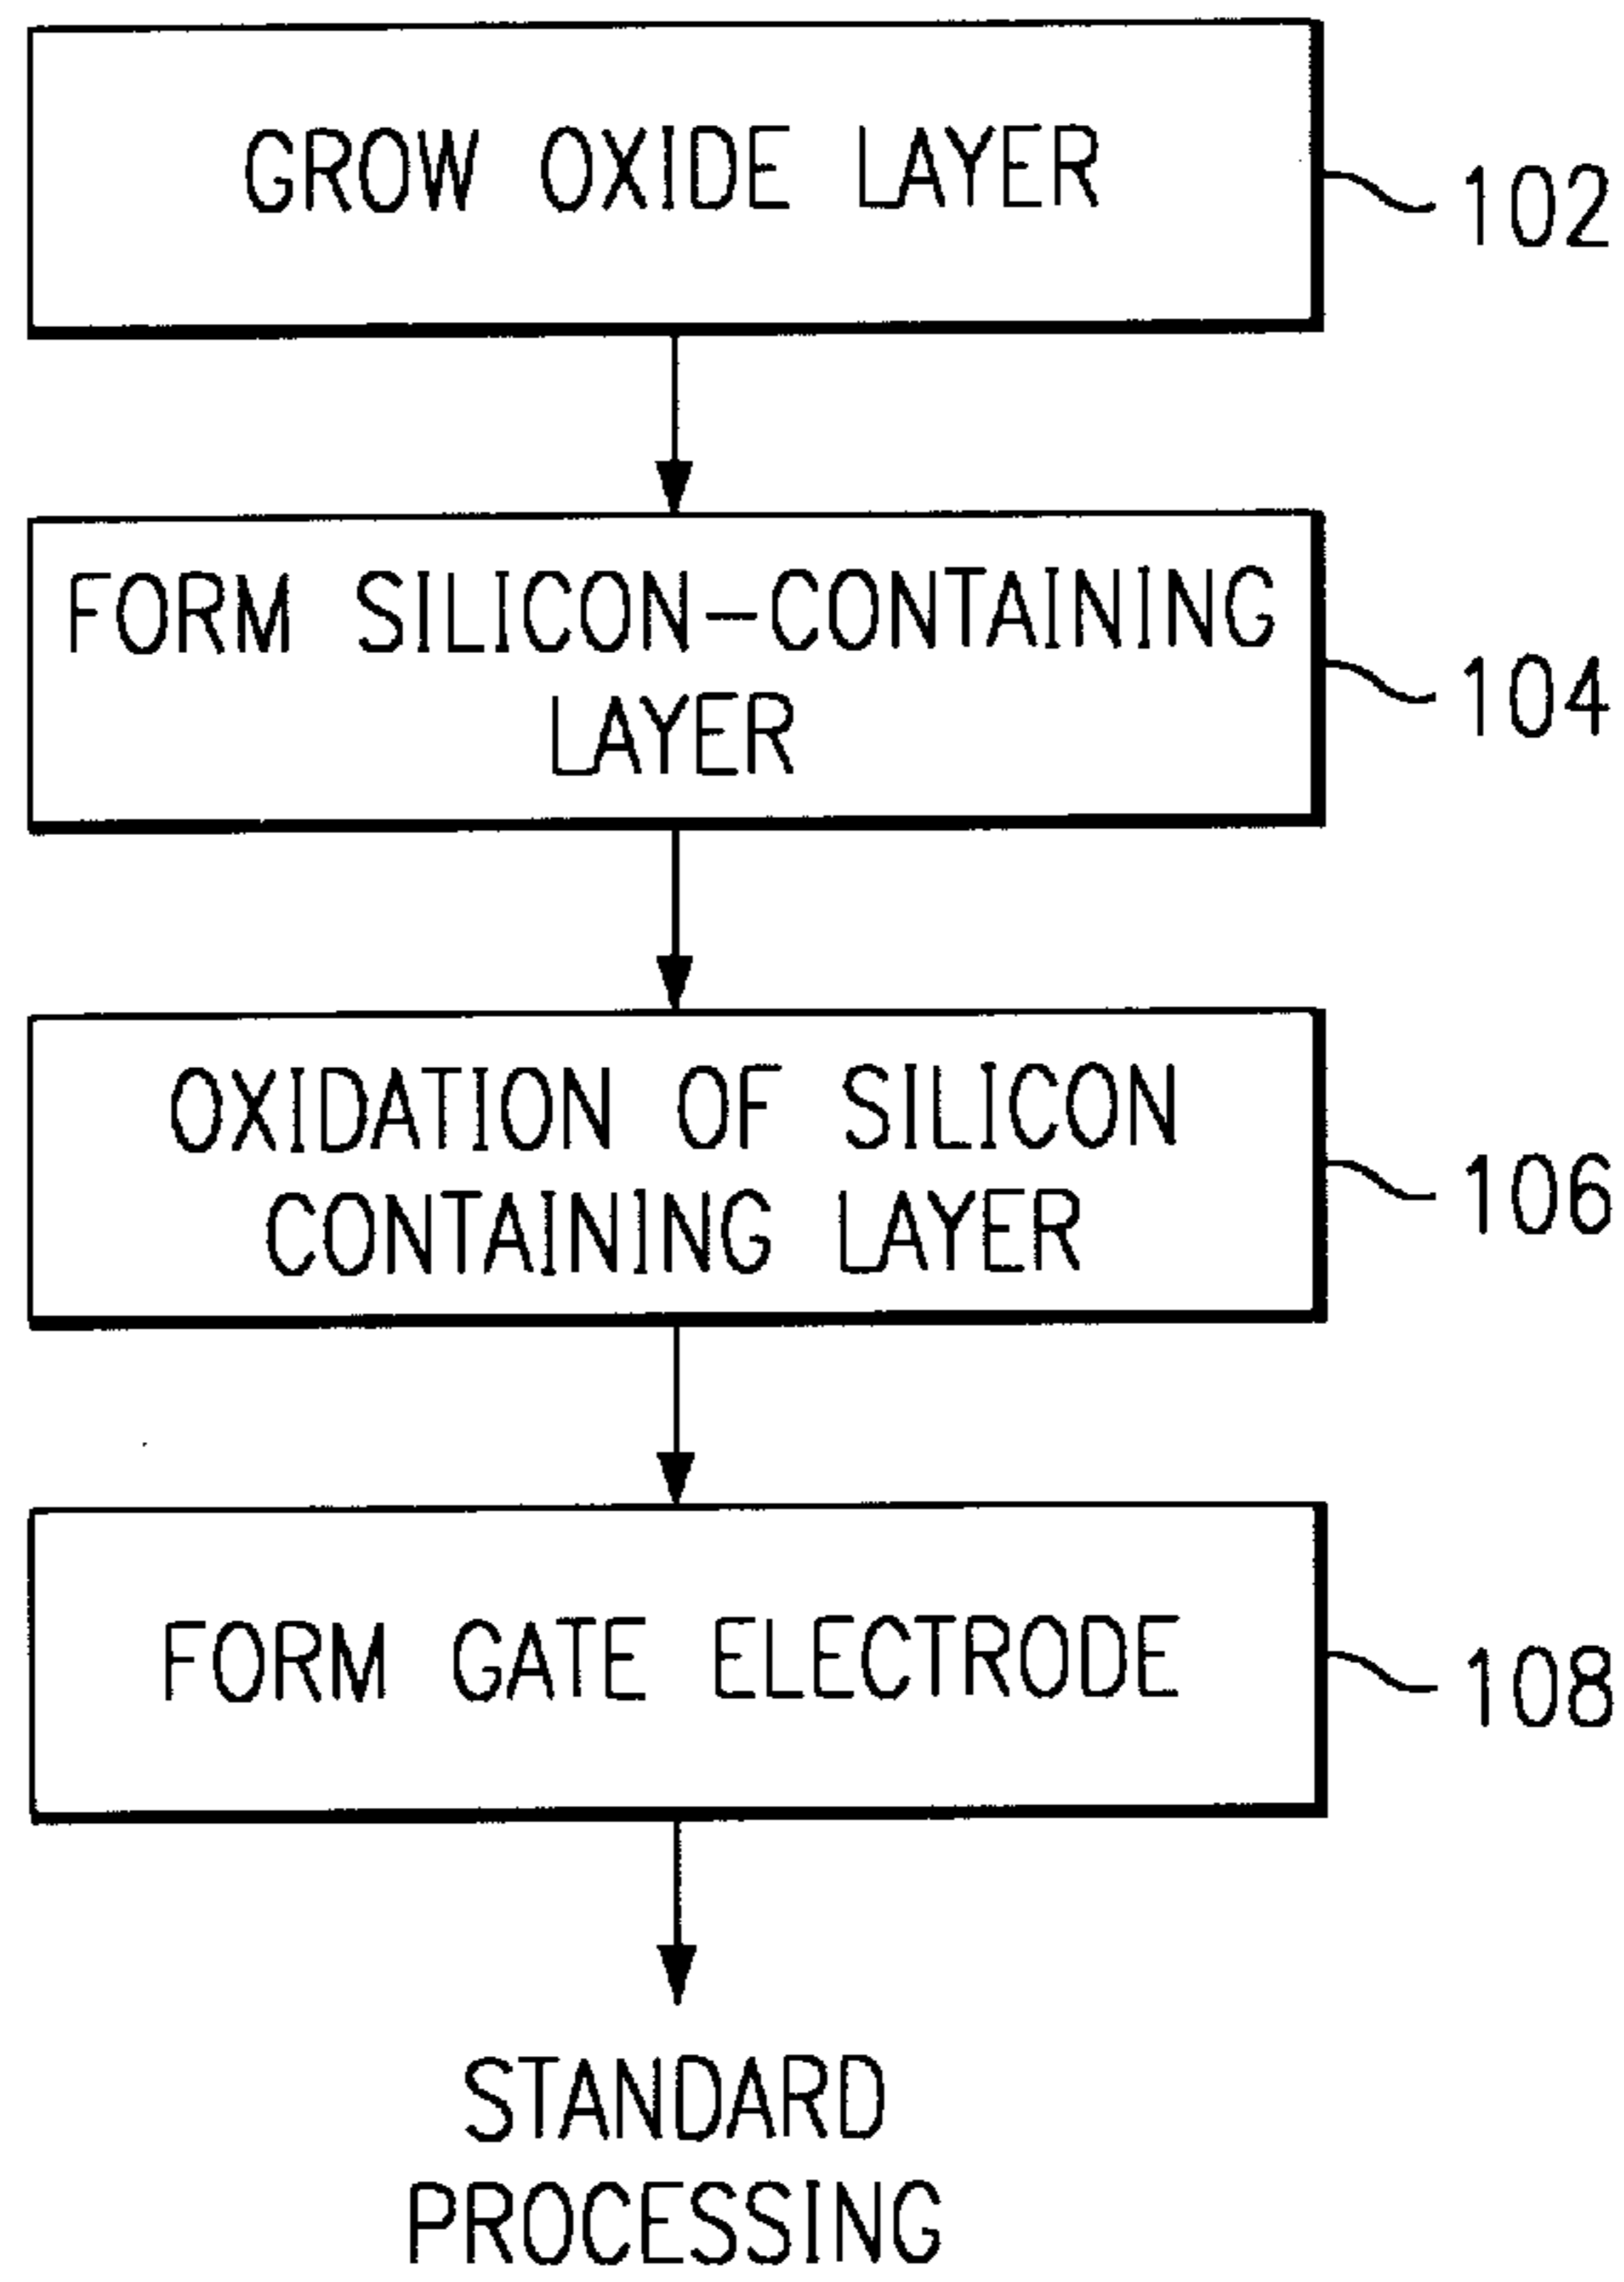 GROW OXIDE LAYER
102
FORM SILICON-CONTAINING
LAYER
104
OXIDATION OF SILICON
CONTAINING LAYER
106
FORM GATE ELECTRODE
108
STANDARD
PROCESSING